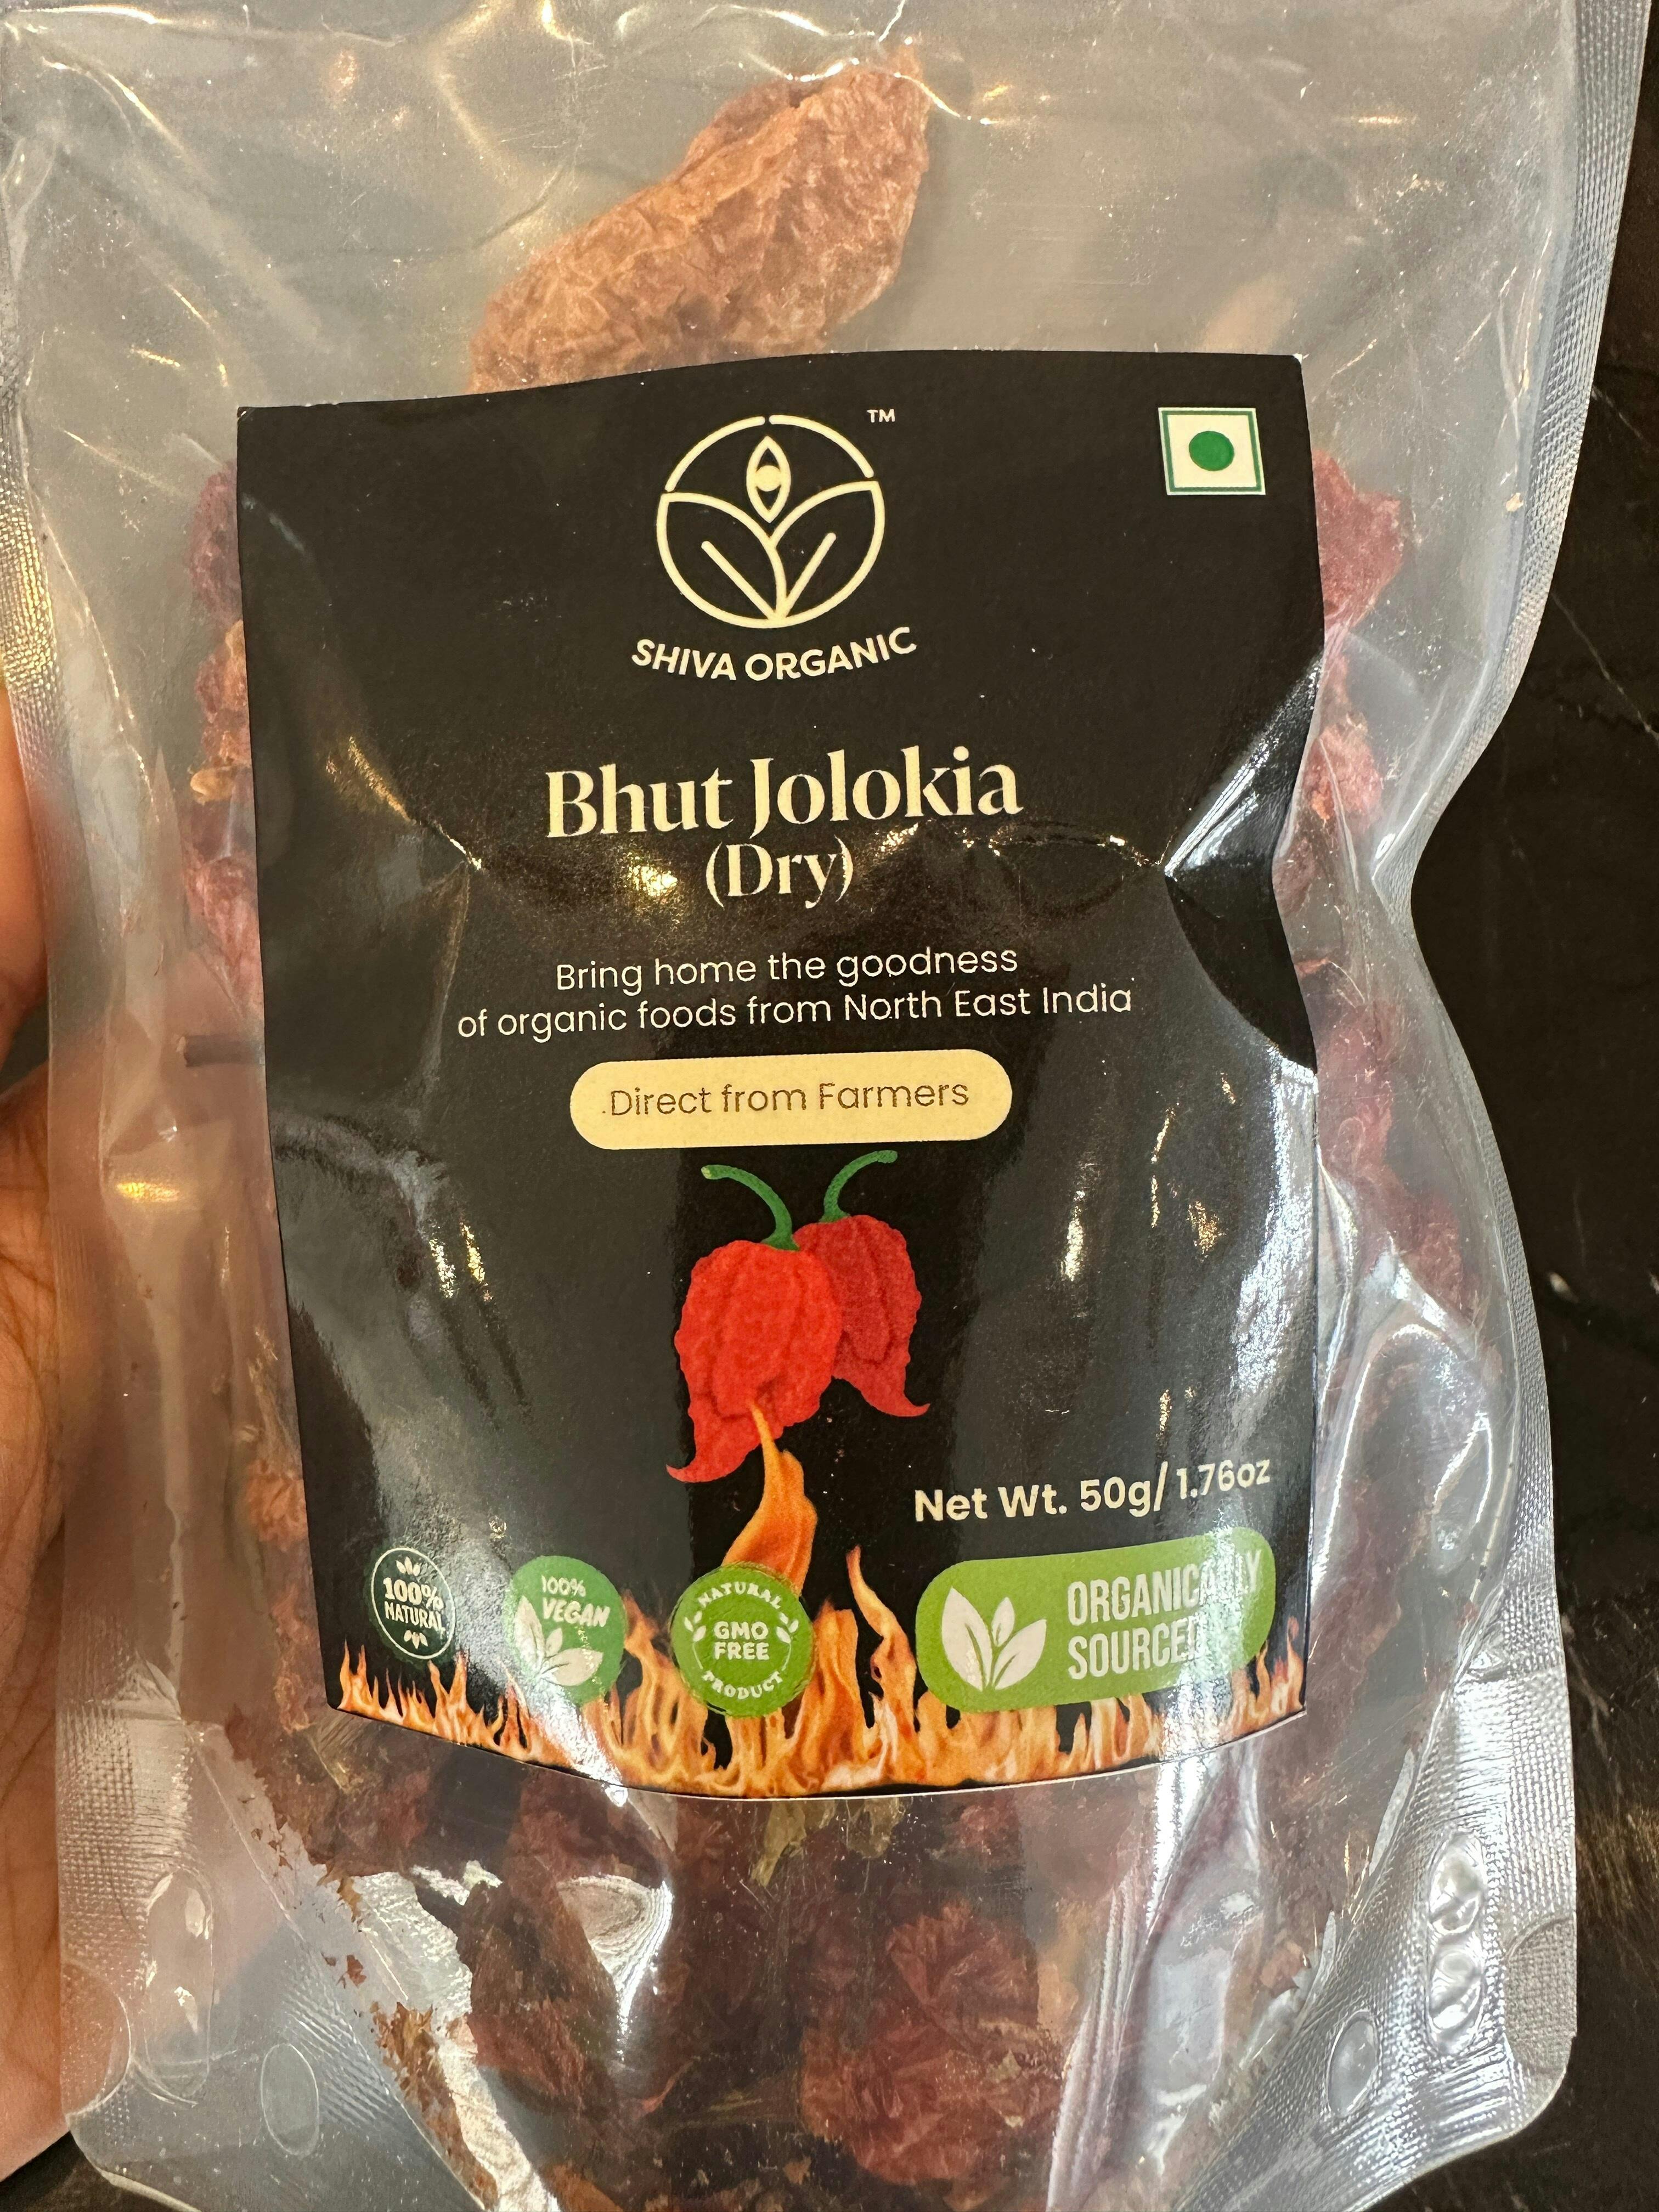 TM
SHIVA ORGANIC
Bhut Jolokia
(Dry)
Bring home the goodness
of organic foods from North East India
Direct from Farmers
Net Wt. 50g/1.76oz
100%
NATURAL
100%
VEGAN
NATURAL
GMO
FREE
PRODUCT
ORGANICALLY
SOURCED